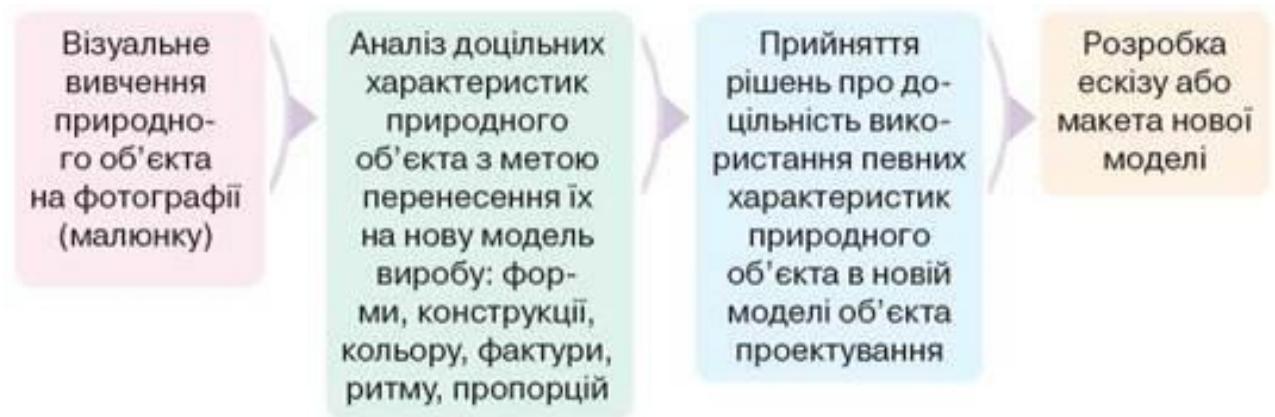 Візуальне
вивчення
природно-
го об’єкта
на фотографії
(малюнку)
Аналіз доцільних
характеристик
природного
об’єкта з метою
перенесення їх
на нову модель
виробу: фор-
ми, конструкції,
кольору, фактури,
ритму, пропорцій
Прийняття
рішень про до-
цільність вико-
ристання певних
характеристик
природного
об’єкта в новій
моделі об’єкта
проектування
Розробка
ескізу або
макета нової
моделі